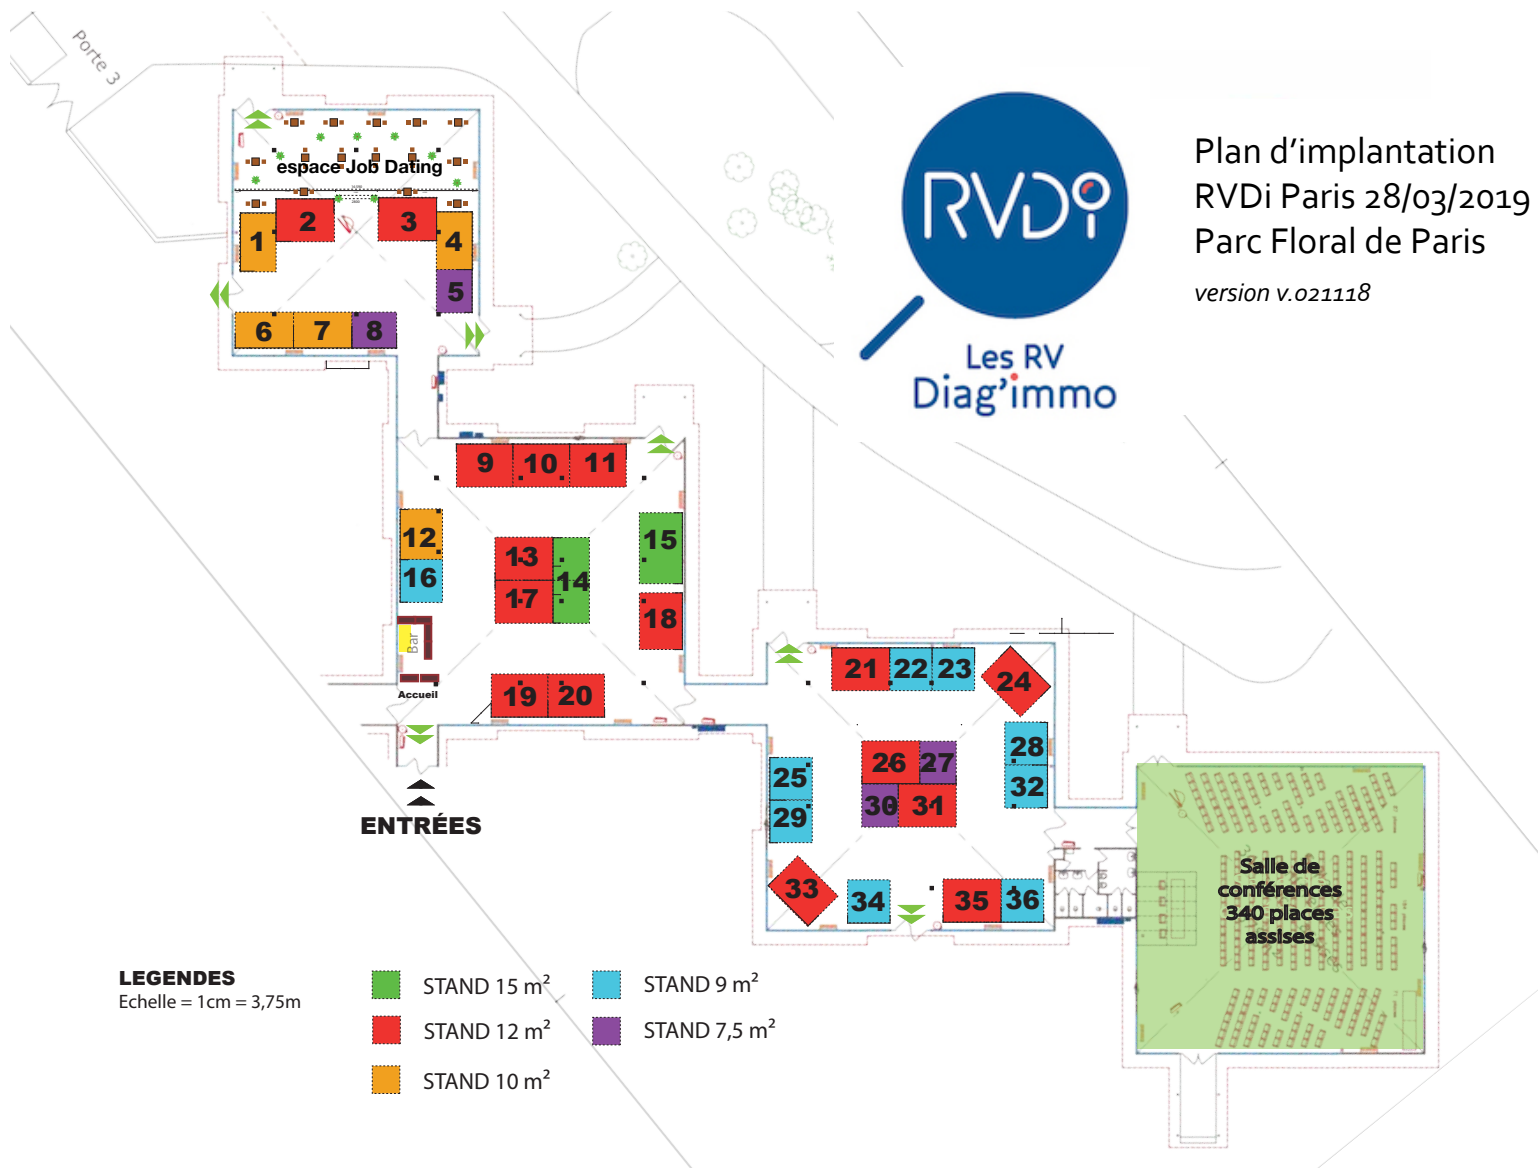 Porte 3
espace Job Dating
1
2
3
4
5
6
7
8
RVDi
Les RV
Diag'immo
Plan d'implantation
RVDi Paris 28/03/2019
Parc Floral de Paris
version v.021118
9
10
11
12
13
14
15
16
17
18
Bar
Accueil
19
20
ENTRÉES
21
22
23
24
25
26
27
28
29
30
31
32
33
34
35
36
Salle de
conférences
340 places
assises
LEGENDES
Echelle = 1cm = 3,75m
STAND 15 m²
STAND 12 m²
STAND 10 m²
STAND 9 m²
STAND 7,5 m²